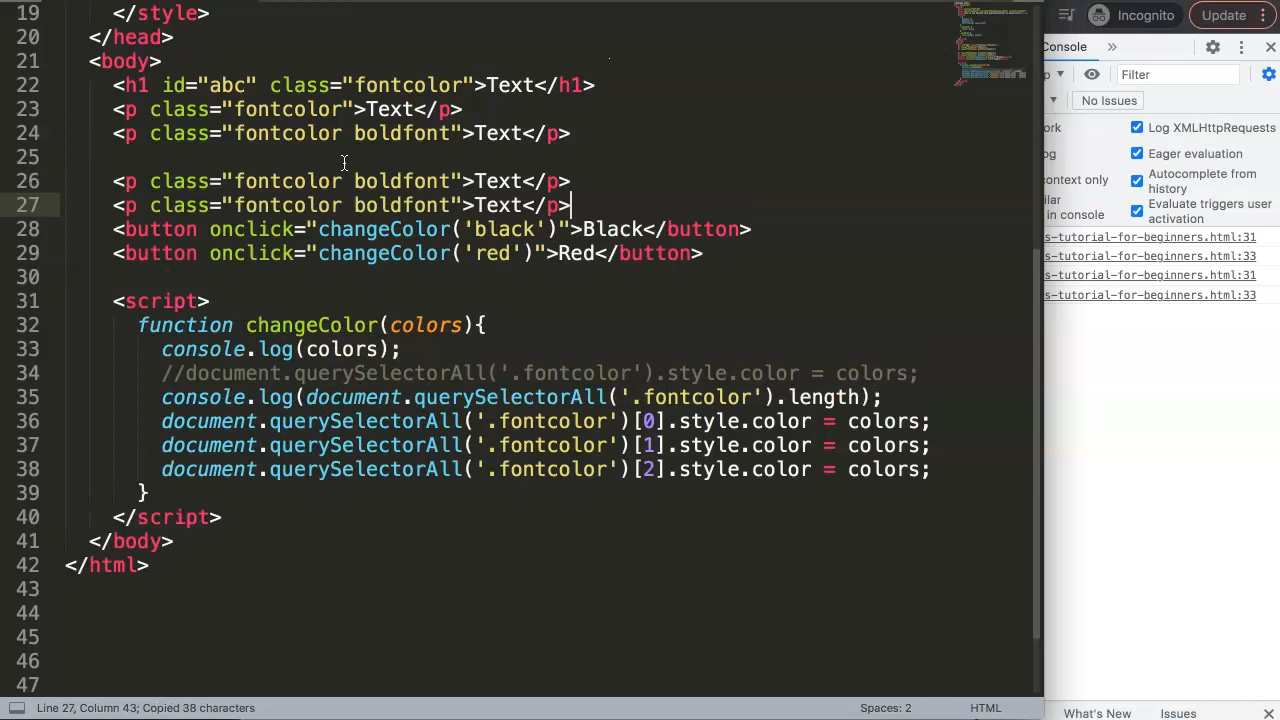 19 </style>
20 </head>
21 <body>
22 <h1 id="abc" class="fontcolor">Text</h1>
23 <p class="fontcolor">Text</p>
24 <p class="fontcolor boldfont">Text</p>
25
26 <p class="fontcolor boldfont">Text</p>
27 <p class="fontcolor boldfont">Text</p>
28 <button onclick="changeColor('black')">Black</button>
29 <button onclick="changeColor('red')">Red</button>
30
31 <script>
32 function changeColor(colors){
33 console.log(colors);
34 //document.querySelectorAll('.fontcolor').style.color = colors;
35 console.log(document.querySelectorAll('.fontcolor').length);
36 document.querySelectorAll('.fontcolor')[0].style.color = colors;
37 document.querySelectorAll('.fontcolor')[1].style.color = colors;
38 document.querySelectorAll('.fontcolor')[2].style.color = colors;
39 }
40 </script>
41 </body>
42 </html>
43
44
45
46
47
Line 27, Column 43; Copied 38 characters
Spaces: 2
HTML
Incognito
Update
Console
Filter
No Issues
ork
Log XMLHttpRequests
og
Eager evaluation
context only
Autocomplete from
history
ilar
in console
Evaluate triggers user
activation
s-tutorial-for-beginners.html:31
s-tutorial-for-beginners.html:33
s-tutorial-for-beginners.html:31
s-tutorial-for-beginners.html:33
What's New
Issues